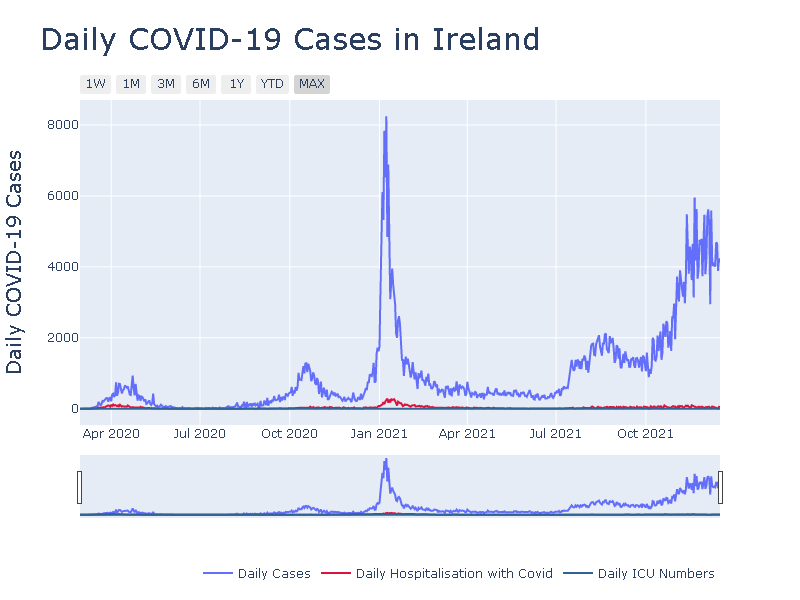 Daily COVID-19 Cases in Ireland
1W 1M 3M 6M 1Y YTD MAX
Daily COVID-19 Cases
8000
6000
4000
2000
0
Apr 2020 Jul 2020 Oct 2020 Jan 2021 Apr 2021 Jul 2021 Oct 2021
Daily Cases Daily Hospitalisation with Covid Daily ICU Numbers